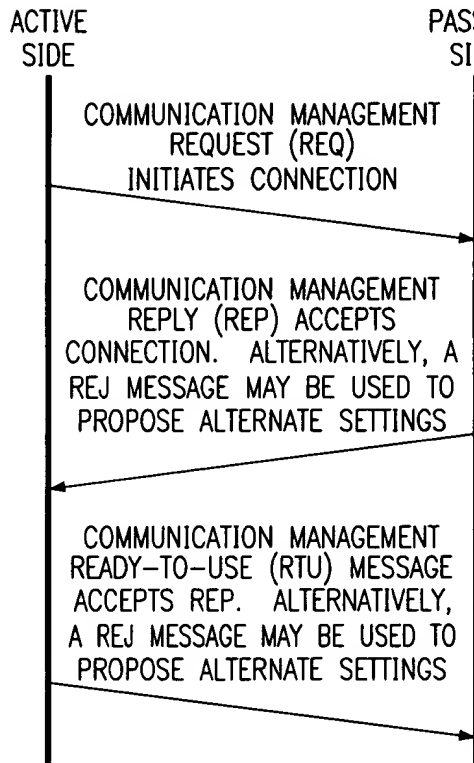 ACTIVE
SIDE
COMMUNICATION MANAGEMENT
REQUEST (REQ)
INITIATES CONNECTION
COMMUNICATION MANAGEMENT
REPLY (REP) ACCEPTS
CONNECTION. ALTERNATIVELY, A
REJ MESSAGE MAY BE USED TO
PROPOSE ALTERNATE SETTINGS
COMMUNICATION MANAGEMENT
READY-TO-USE (RTU) MESSAGE
ACCEPTS REP. ALTERNATIVELY,
A REJ MESSAGE MAY BE USED TO
PROPOSE ALTERNATE SETTINGS